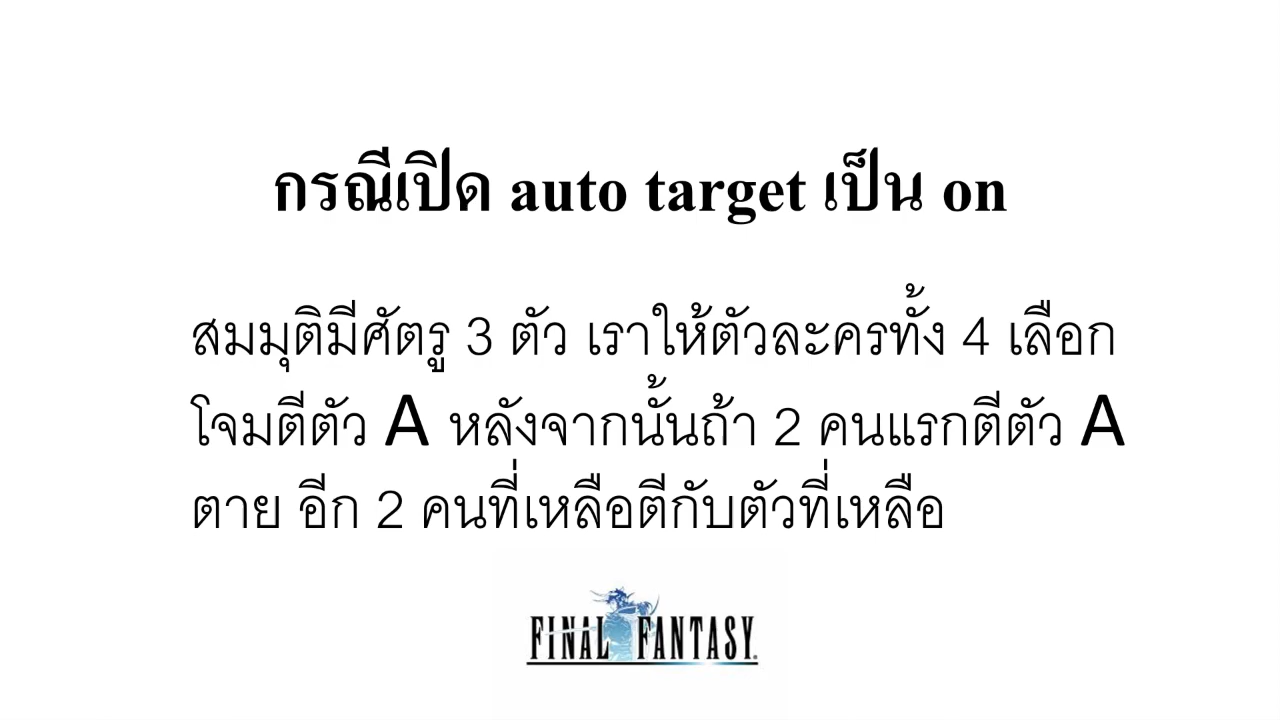 กรณีเปิด auto target เป็น on
สมมุติมีศัตรู 3 ตัว เราให้ตัวละครทั้ง 4 เลือก
โจมตีตัว A หลังจากนั้นถ้า 2 คนแรกตีตัว A
ตาย อีก 2 คนที่เหลือตีกับตัวที่เหลือ
FINAL FANTASY